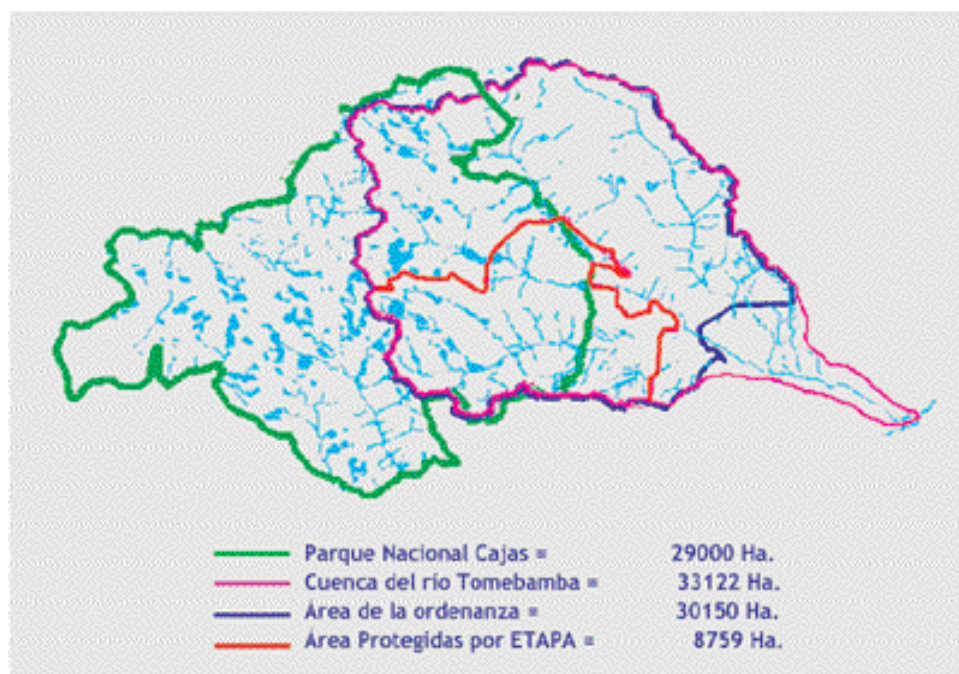 Parque Nacional Cajas = 29000 Ha.
Cuenca del río Tomebamba = 33122 Ha.
Area de la ordenanza = 30150 Ha.
Área Protegidas por ETAPA = 8759 Ha.